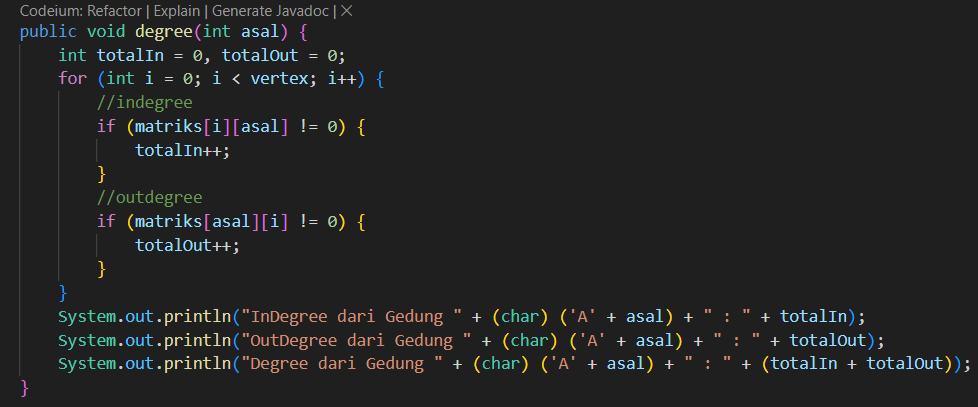 Codeium: Refactor | Explain | Generate Javadoc | ×
public void degree(int asal) {
int totalIn = 0, totalOut = 0;
for (int i = 0; i < vertex; i++) {
//indegree
if (matriks[i][asal] != 0) {
totalIn++;
}
//outdegree
if (matriks[asal][i] != 0) {
totalOut++;
}
}
System.out.println("InDegree dari Gedung " + (char) ('A' + asal) + " : " + totalIn);
System.out.println("OutDegree dari Gedung " + (char) ('A' + asal) + " : " + totalOut);
System.out.println("Degree dari Gedung " + (char) ('A' + asal) + " : " + (totalIn + totalOut));
}